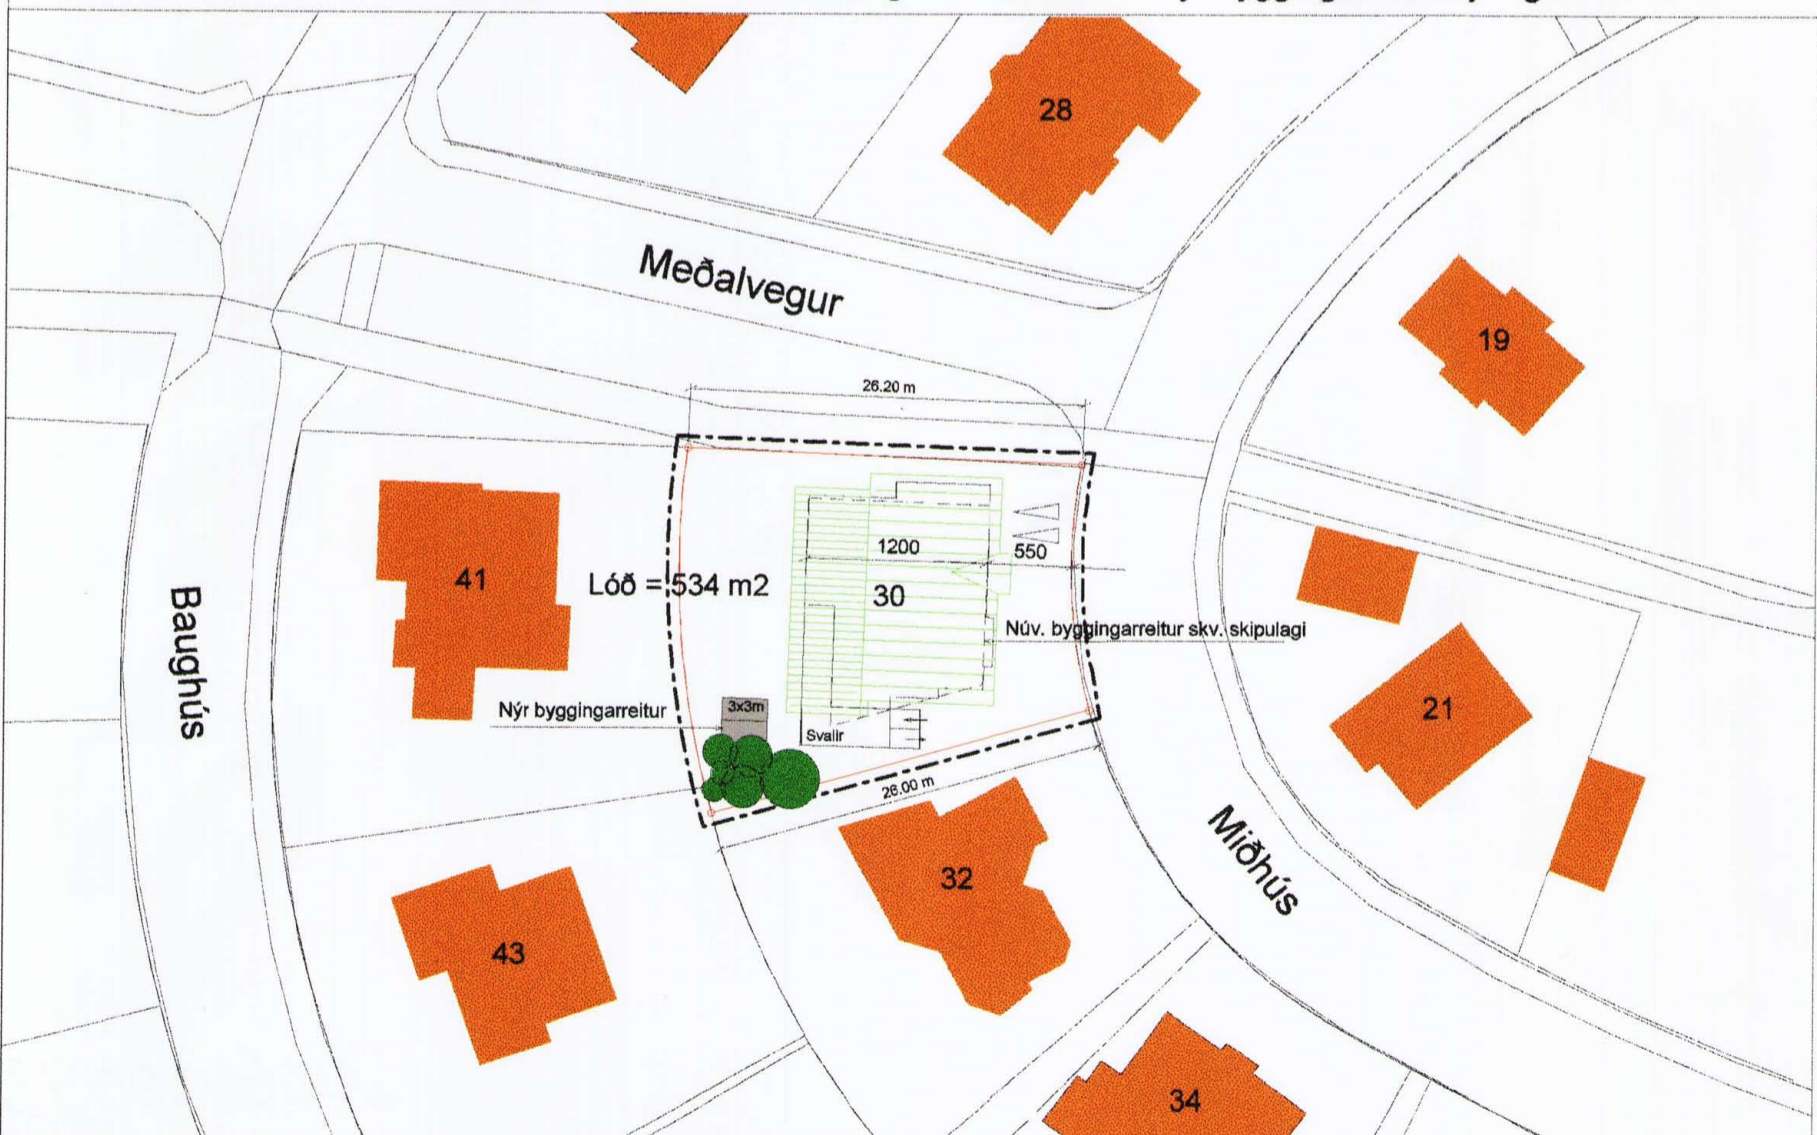 28
Meðalvegur
19
26.20 m
1200
550
41
Lóð = 534 m2
30
Núv. byggingarreitur skv. skipulagi
Baughús
Nýr byggingarreitur
3x3m
Svalir
21
26.00 m
Miðhús
32
43
34